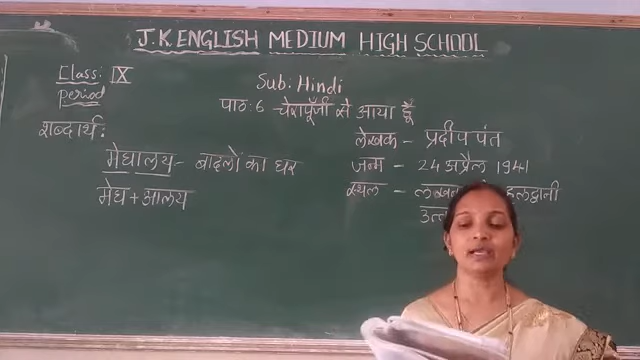 J.K ENGLISH MEDIUM HIGH SCHOOL
Class: IX
Sub: Hindi
Period
पाठ: 6 चेरापूँजी से आया हूँ
शब्दार्थ:
लेखक - प्रदीप पंत
मेघालय - बादलों का घर
जन्म - 24 अप्रैल 1941
मेघ + आलय
स्थल -